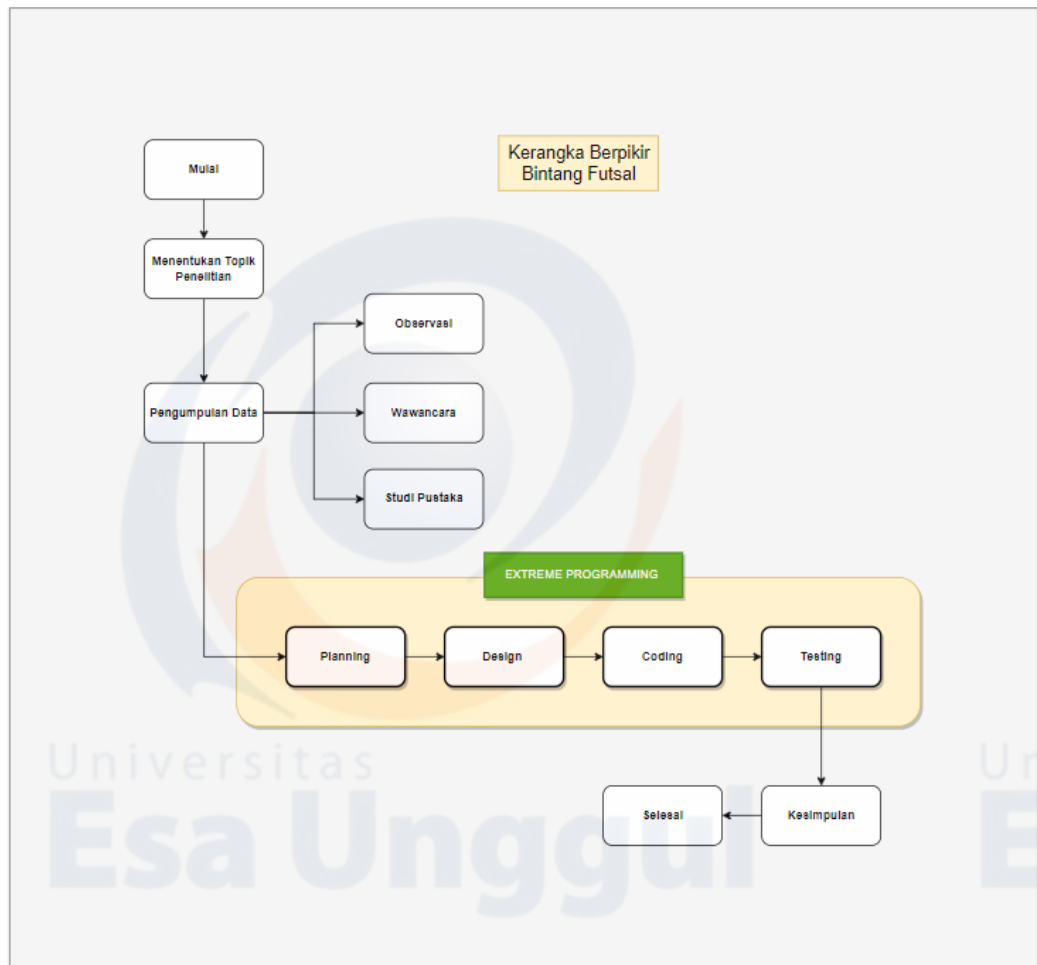 Kerangka Berpikir
Bintang Futsal
Mulai
Menentukan Topik
Penelitian
Observasi
Pengumpulan Data
Wawancara
Studi Pustaka
EXTREME PROGRAMMING
Planning
Design
Coding
Testing
Universitas
Un
Selesai
Kesimpulan
Esa Unggul
E